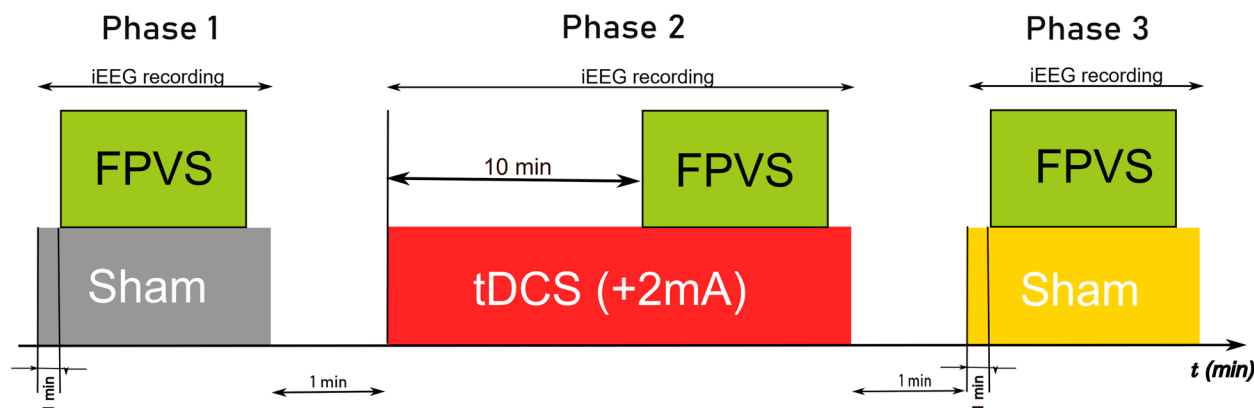 Phase 1
Phase 2
Phase 3
iEEG recording
iEEG recording
iEEG recording
FPVS
10 min
FPVS
FPVS
Sham
tDCS (+2mA)
Sham
t (min)
1 min
1 min
min
min